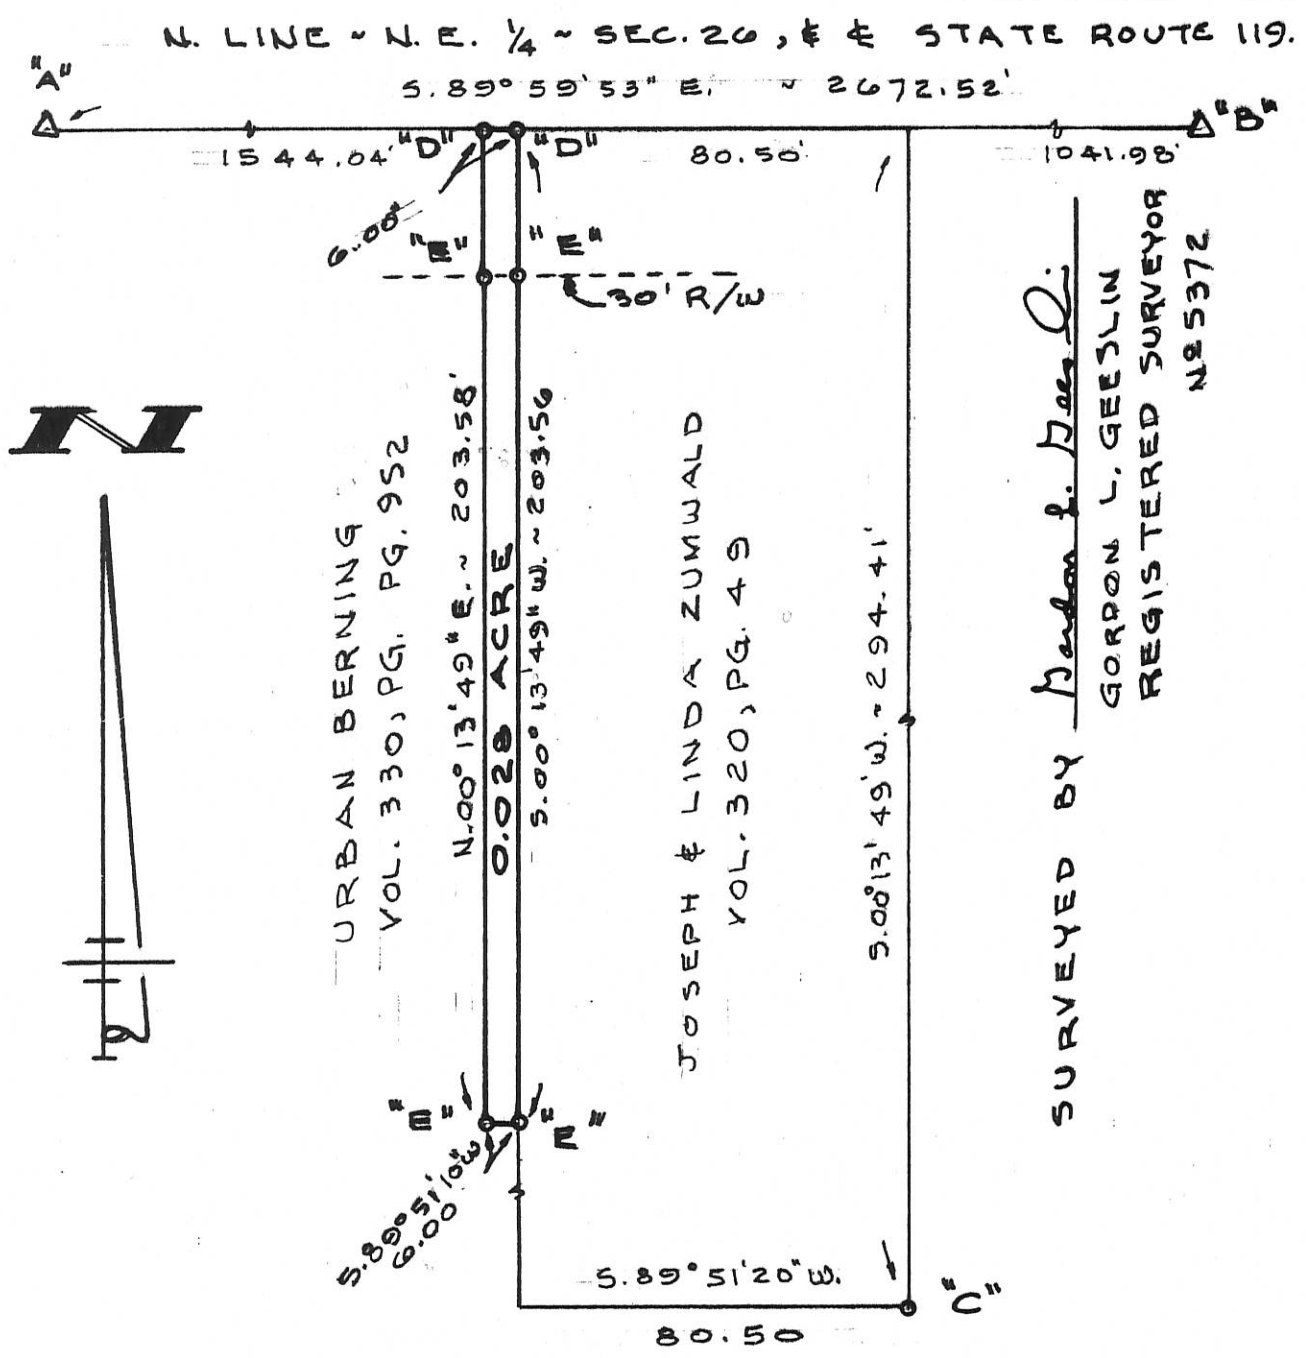 N. LINE ~ N. E. ¼ ~ SEC. 26, & ℄ STATE ROUTE 119.
"A"
S. 89° 59' 53" E. ~ 2672.52'
"B"
1544.04'
"D"
"D"
80.50'
1041.98'
6.00'
"E"
"E"
30' R/W
N
URBAN BERNING
VOL. 330, PG. PG. 952
N. 00° 13' 49" E. ~ 203.58'
0.028 ACRE
S. 00° 13' 49" W. ~ 203.56
JOSEPH & LINDA ZUMWALD
VOL. 320, PG. 49
S. 00° 13' 49' W. ~ 294.41'
SURVEYED BY Gordon L. Geeslin
GORDON L. GEESLIN
REGISTERED SURVEYOR
Nº 5372
"E"
"E"
S. 89° 51' 10" W
6.00
S. 89° 51' 20" W.
"C"
80.50